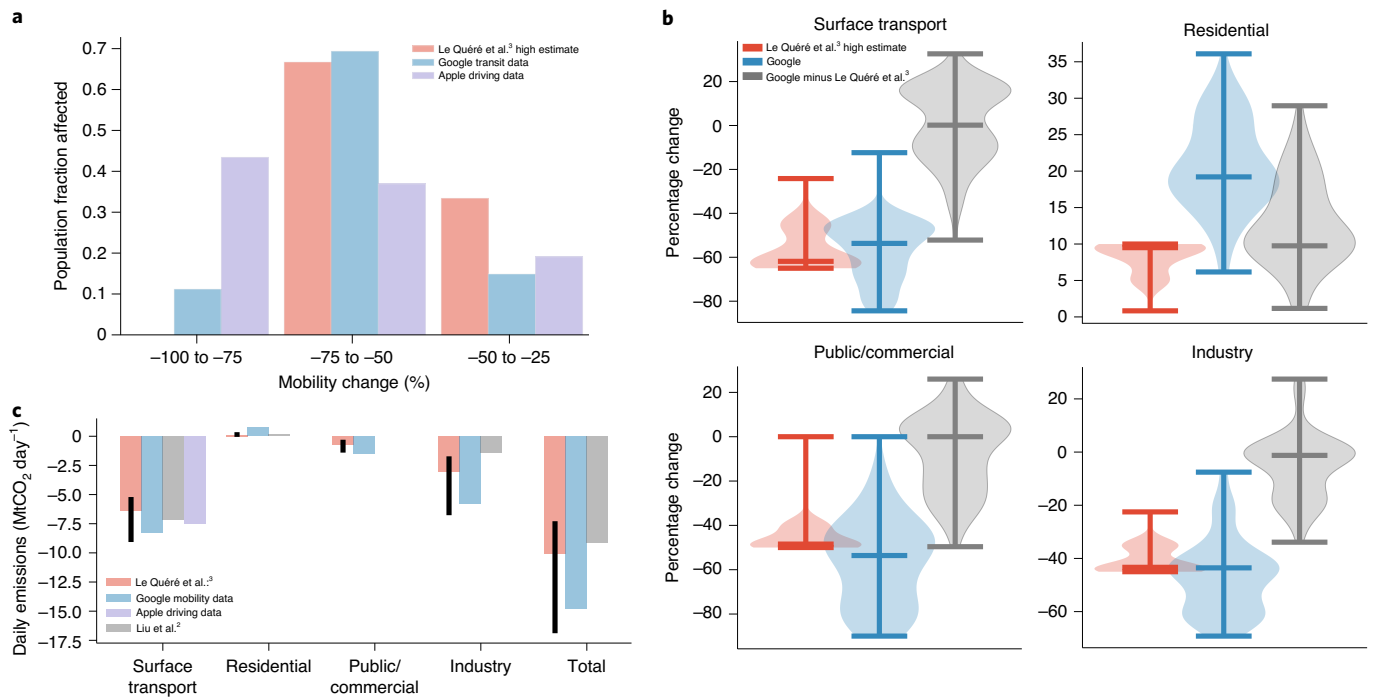 a
0.7
0.6
0.5
0.4
0.3
0.2
0.1
0
Population fraction affected
Le Quéré et al.³ high estimate
Google transit data
Apple driving data
–100 to –75
–75 to –50
–50 to –25
Mobility change (%)
b
Surface transport
Le Quéré et al.³ high estimate
Google
Google minus Le Quéré et al.³
20
0
–20
–40
–60
–80
Percentage change
Residential
35
30
25
20
15
10
5
0
Public/commercial
20
0
–20
–40
–60
–80
Percentage change
Industry
20
0
–20
–40
–60
c
0
–2.5
–5.0
–7.5
–10.0
–12.5
–15.0
–17.5
Daily emissions (MtCO₂ day⁻¹)
Le Quéré et al.:³
Google mobility data
Apple driving data
Liu et al.²
Surface
transport
Residential
Public/
commercial
Industry
Total